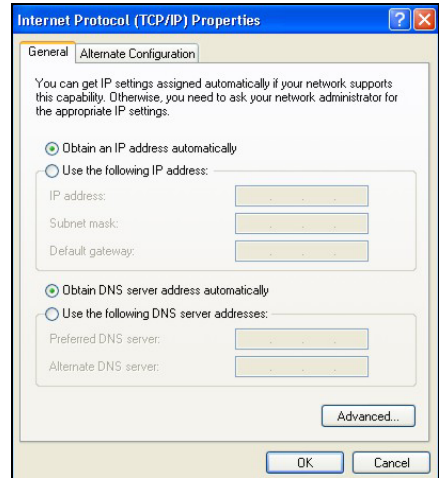 Internet Protocol (TCP/IP) Properties
General
Alternate Configuration
You can get IP settings assigned automatically if your network supports
this capability. Otherwise, you need to ask your network administrator for
the appropriate IP settings.
Obtain an IP address automatically
Use the following IP address:
IP address:
Subnet mask:
Default gateway:
Obtain DNS server address automatically
Use the following DNS server addresses:
Preferred DNS server:
Alternate DNS server:
Advanced...
OK
Cancel